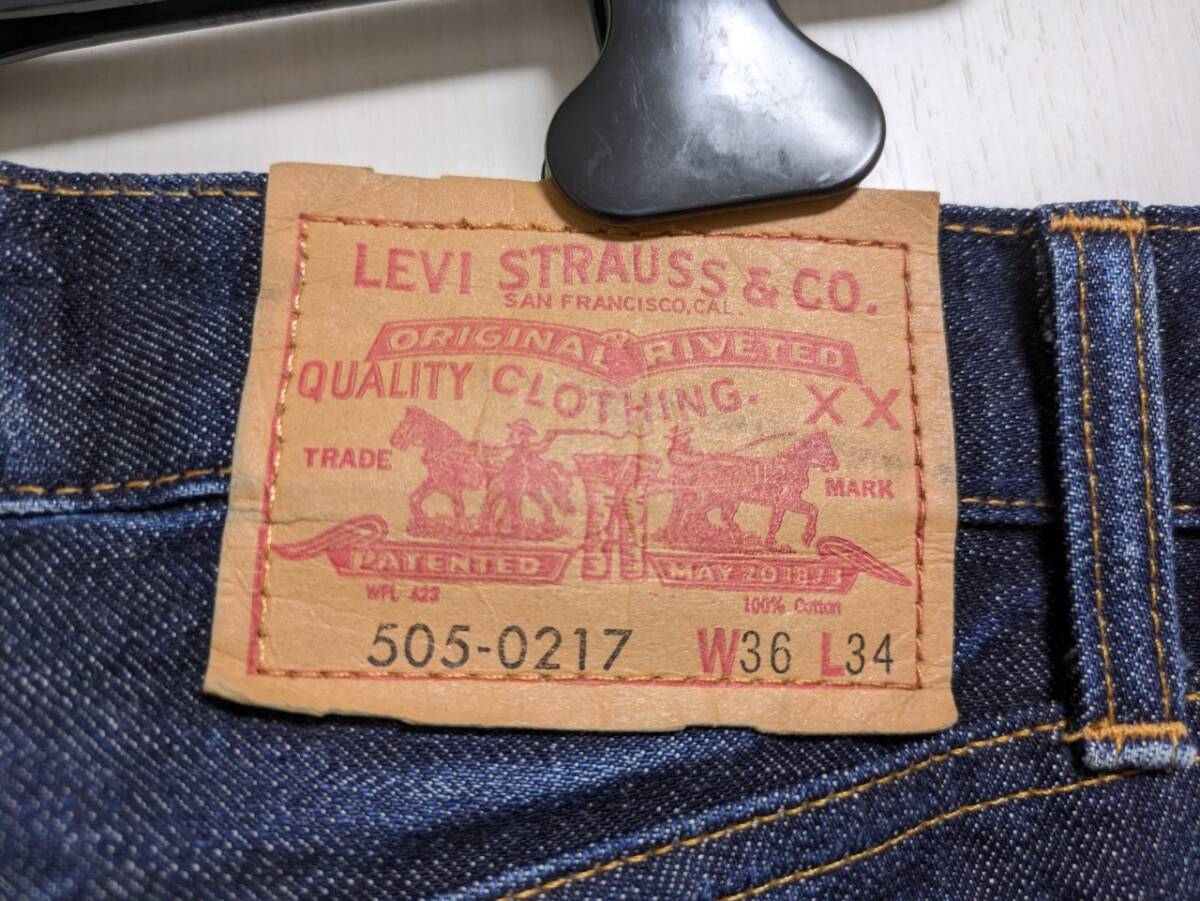 LEVI STRAUSS & CO.
SAN FRANCISCO, CAL.
ORIGINAL RIVETED
QUALITY CLOTHING. XX
TRADE MARK
PATENTED MAY 20 1873
WPL 423 100% Cotton
505-0217 W36 L34